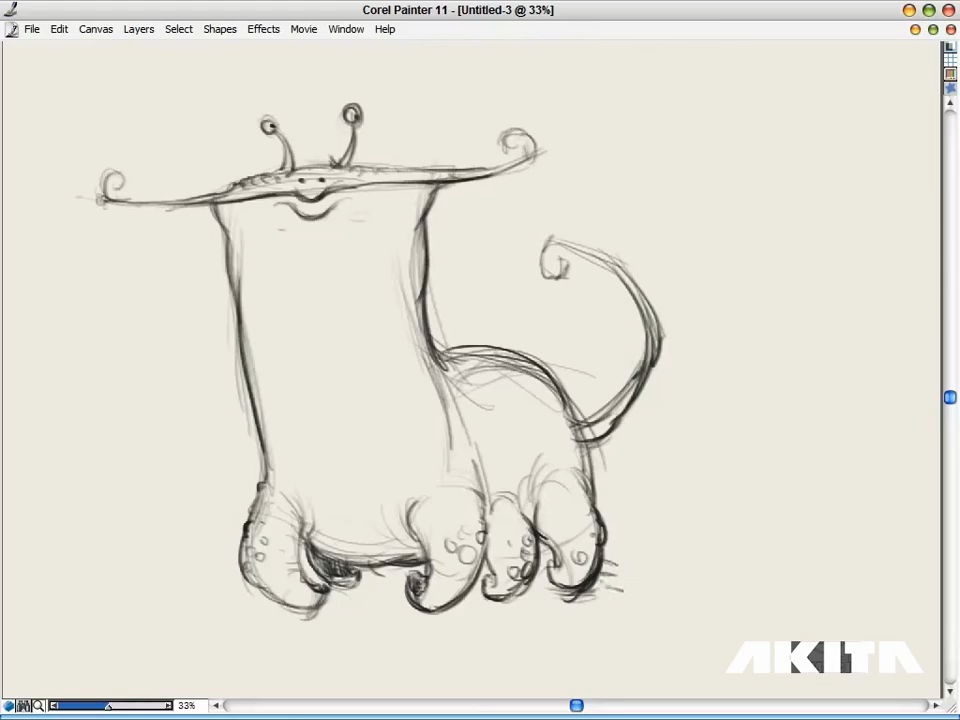 Corel Painter 11 - [Untitled-3 @ 33%]
File Edit Canvas Layers Select Shapes Effects Movie Window Help
AKITA
33%